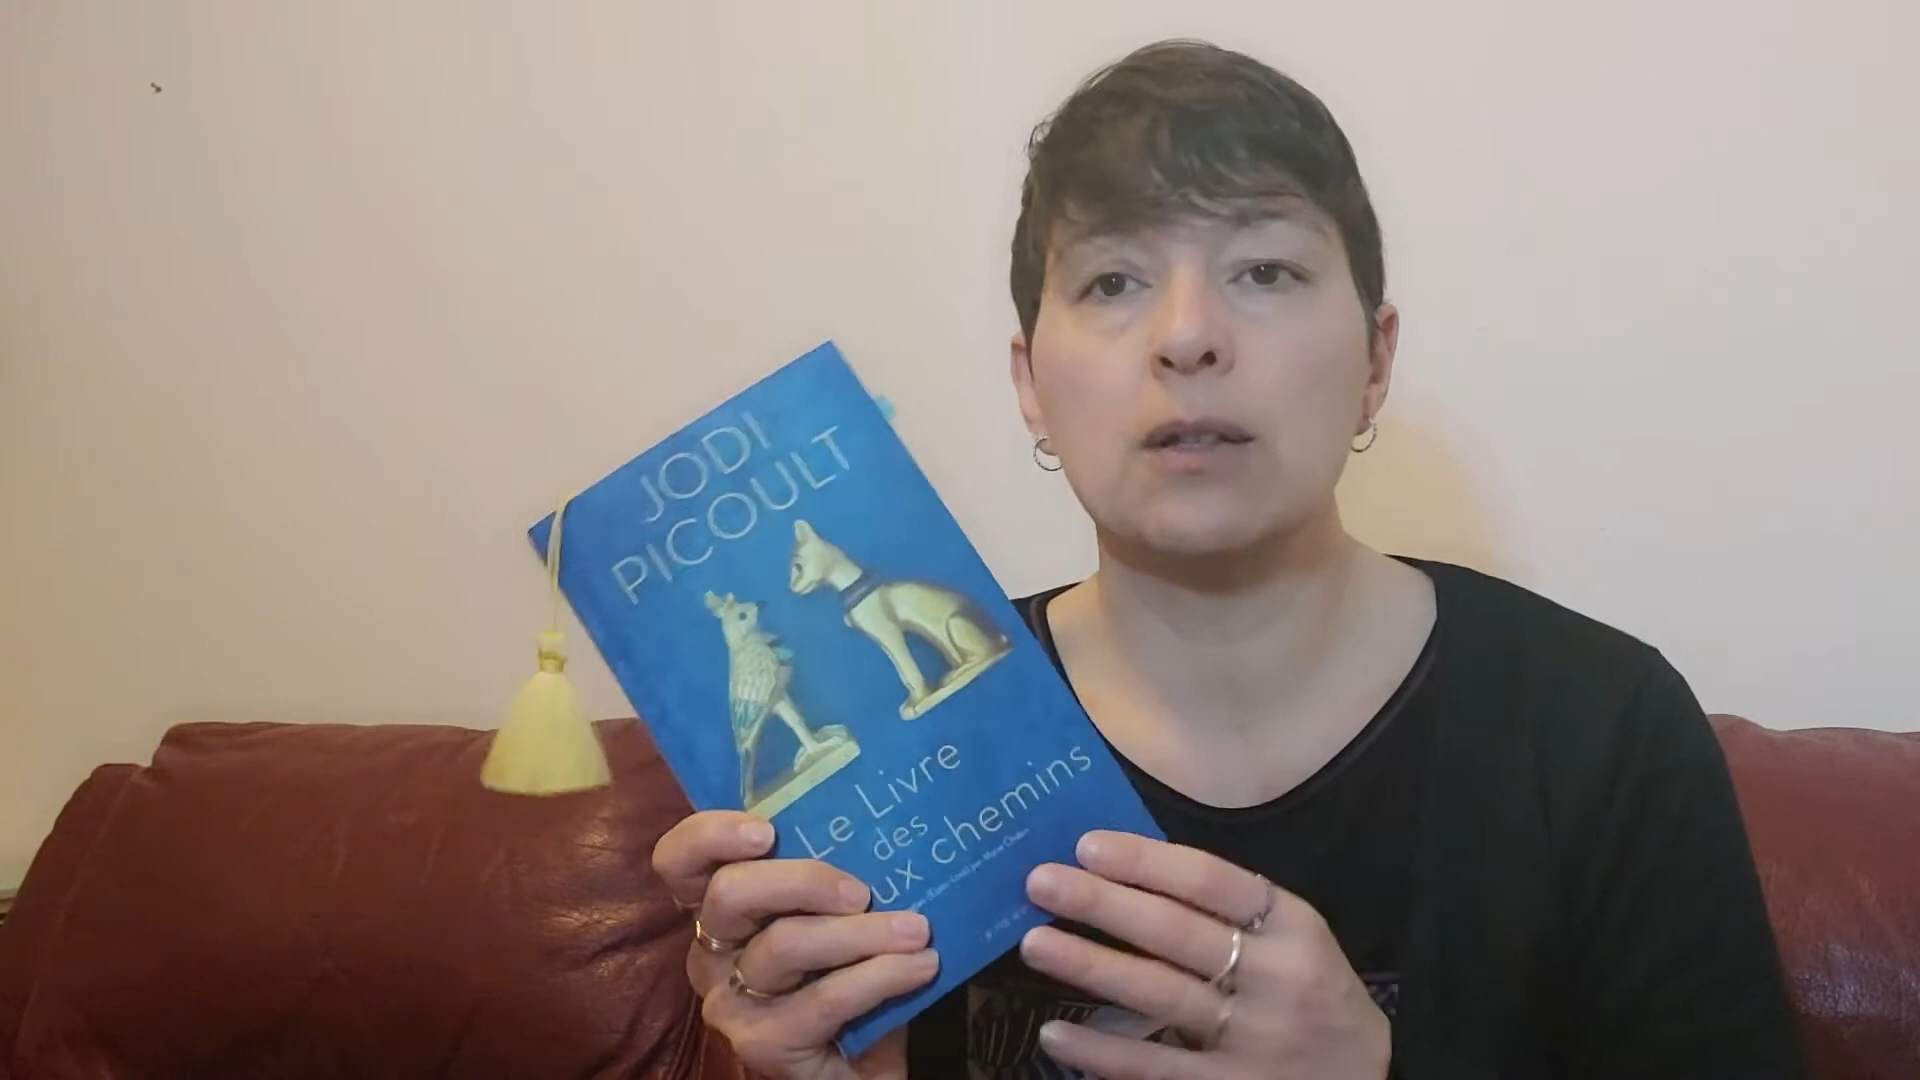 JODI
PICOULT
Le Livre
des
ux chemins